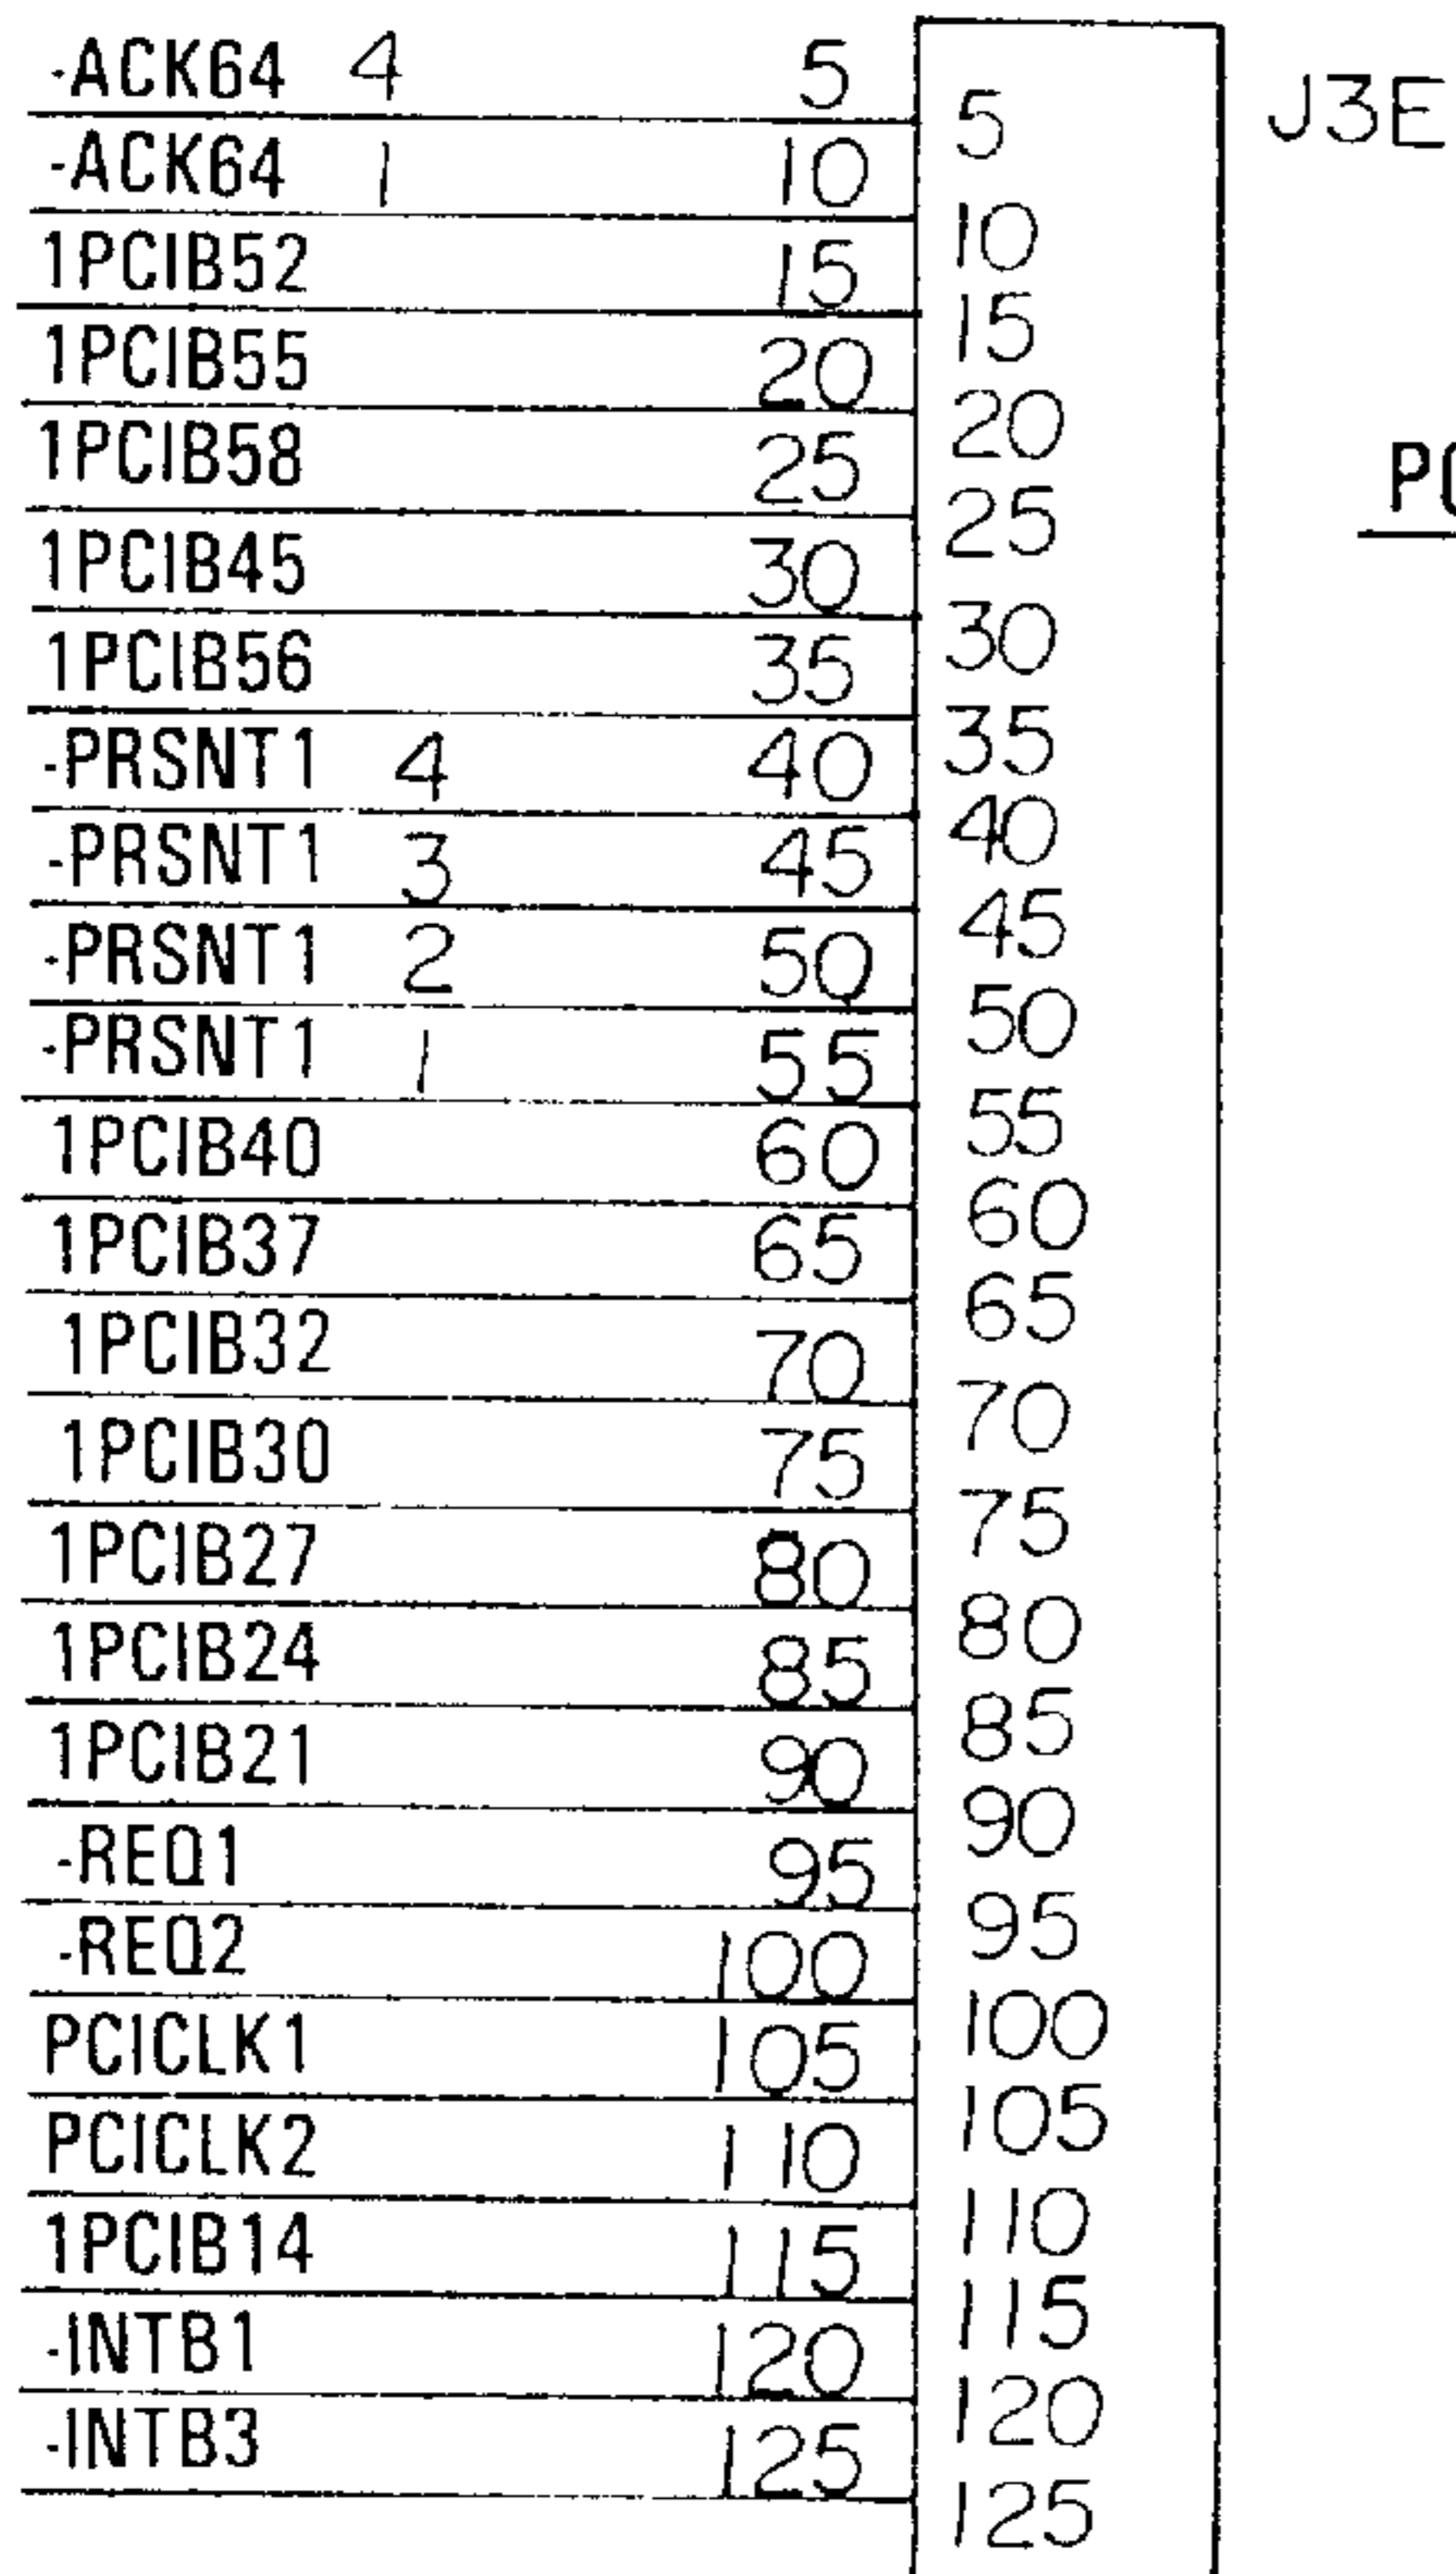 -ACK64 4 5 5 J3E
-ACK64 1 10 10
1PCIB52 15 15
1PCIB55 20 20
1PCIB58 25 25
1PCIB45 30 30
1PCIB56 35 35
-PRSNT1 4 40 40
-PRSNT1 3 45 45
-PRSNT1 2 50 50
-PRSNT1 1 55 55
1PCIB40 60 60
1PCIB37 65 65
1PCIB32 70 70
1PCIB30 75 75
1PCIB27 80 80
1PCIB24 85 85
1PCIB21 90 90
-REQ1 95 95
-REQ2 100 100
PCICLK1 105 105
PCICLK2 110 110
1PCIB14 115 115
-INTB1 120 120
-INTB3 125 125